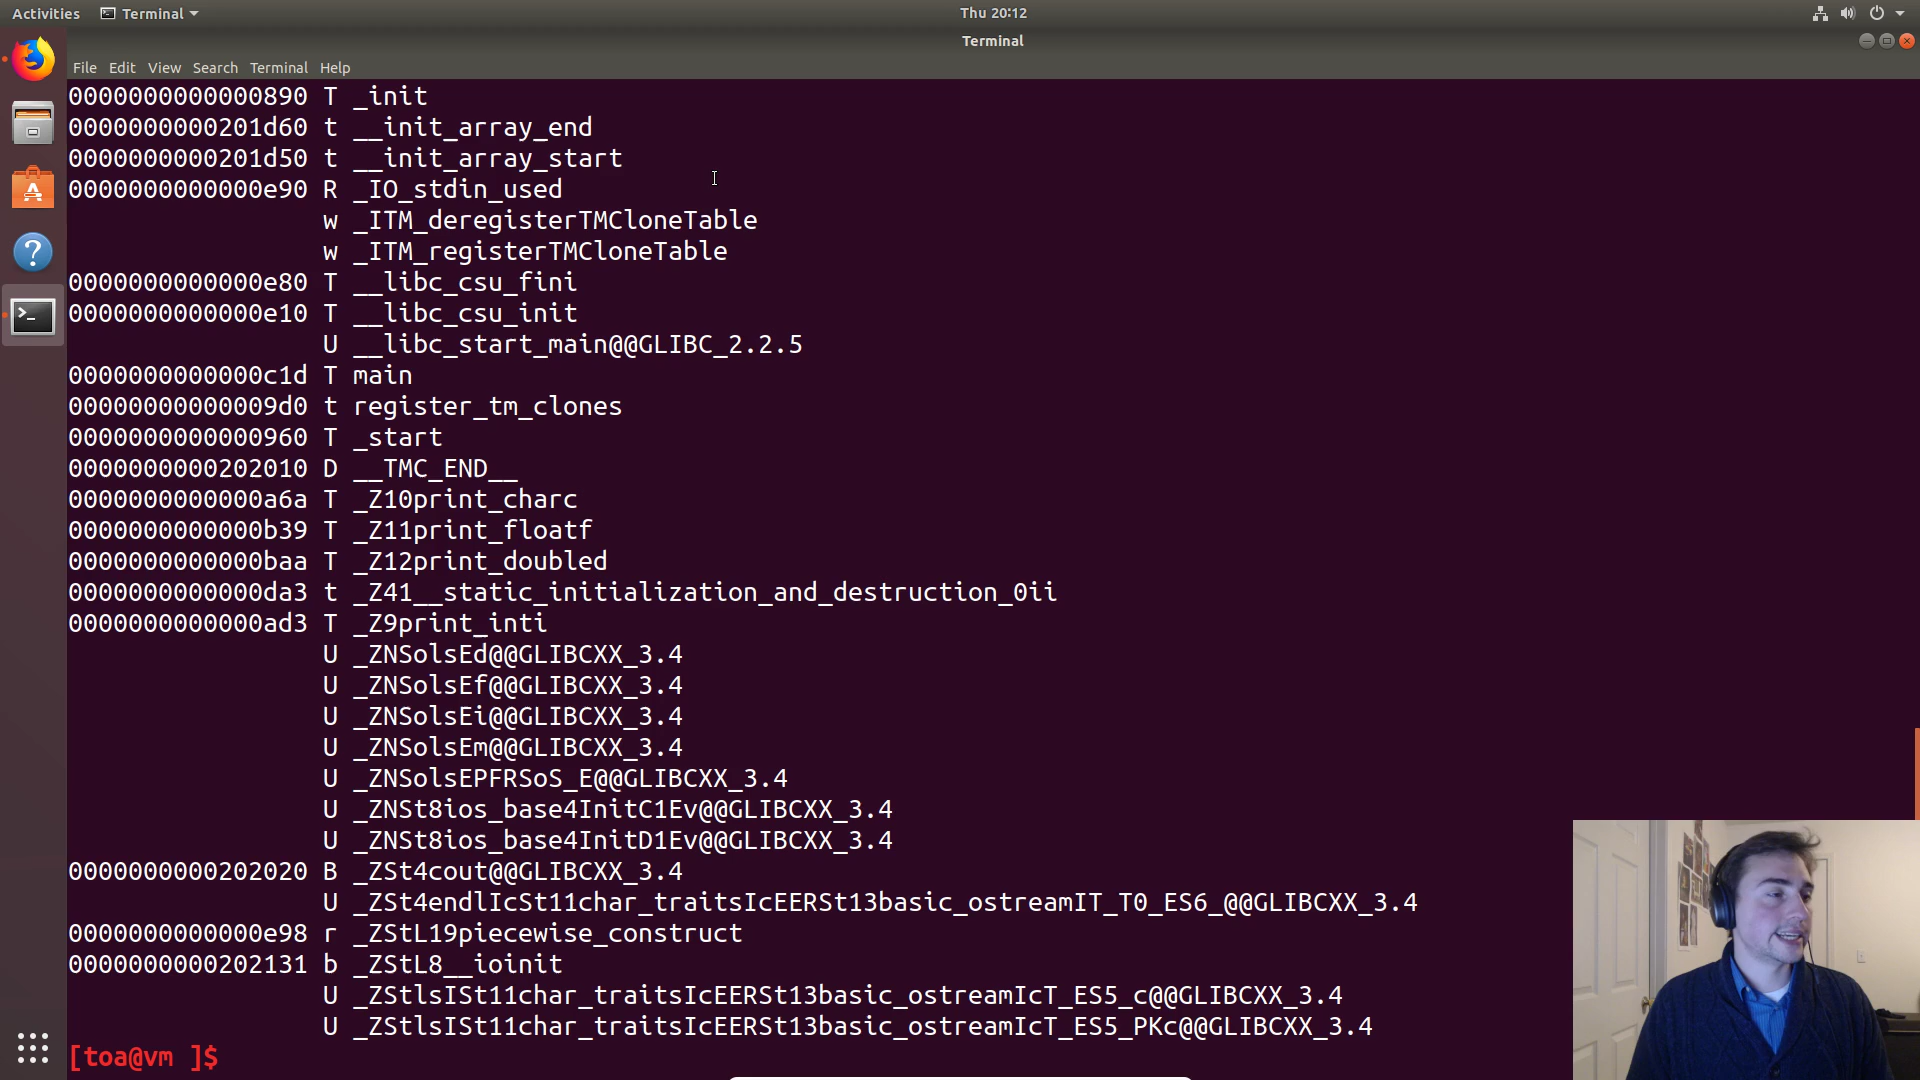 Activities Terminal Thu 20:12
Terminal
File Edit View Search Terminal Help
0000000000000890 T _init
0000000000201d60 t __init_array_end
0000000000201d50 t __init_array_start
0000000000000e90 R _IO_stdin_used
w _ITM_deregisterTMCloneTable
w _ITM_registerTMCloneTable
0000000000000e80 T __libc_csu_fini
0000000000000e10 T __libc_csu_init
U __libc_start_main@@GLIBC_2.2.5
0000000000000c1d T main
00000000000009d0 t register_tm_clones
0000000000000960 T _start
0000000000202010 D __TMC_END__
0000000000000a6a T _Z10print_charc
0000000000000b39 T _Z11print_floatf
0000000000000baa T _Z12print_doubled
0000000000000da3 t _Z41__static_initialization_and_destruction_0ii
0000000000000ad3 T _Z9print_inti
U _ZNSolsEd@@GLIBCXX_3.4
U _ZNSolsEf@@GLIBCXX_3.4
U _ZNSolsEi@@GLIBCXX_3.4
U _ZNSolsEm@@GLIBCXX_3.4
U _ZNSolsEPFRSoS_E@@GLIBCXX_3.4
U _ZNSt8ios_base4InitC1Ev@@GLIBCXX_3.4
U _ZNSt8ios_base4InitD1Ev@@GLIBCXX_3.4
0000000000202020 B _ZSt4cout@@GLIBCXX_3.4
U _ZSt4endlIcSt11char_traitsIcEERSt13basic_ostreamIT_T0_ES6_@@GLIBCXX_3.4
0000000000000e98 r _ZStL19piecewise_construct
0000000000202131 b _ZStL8__ioinit
U _ZStlsISt11char_traitsIcEERSt13basic_ostreamIcT_ES5_c@@GLIBCXX_3.4
U _ZStlsISt11char_traitsIcEERSt13basic_ostreamIcT_ES5_PKc@@GLIBCXX_3.4
[toa@vm ]$